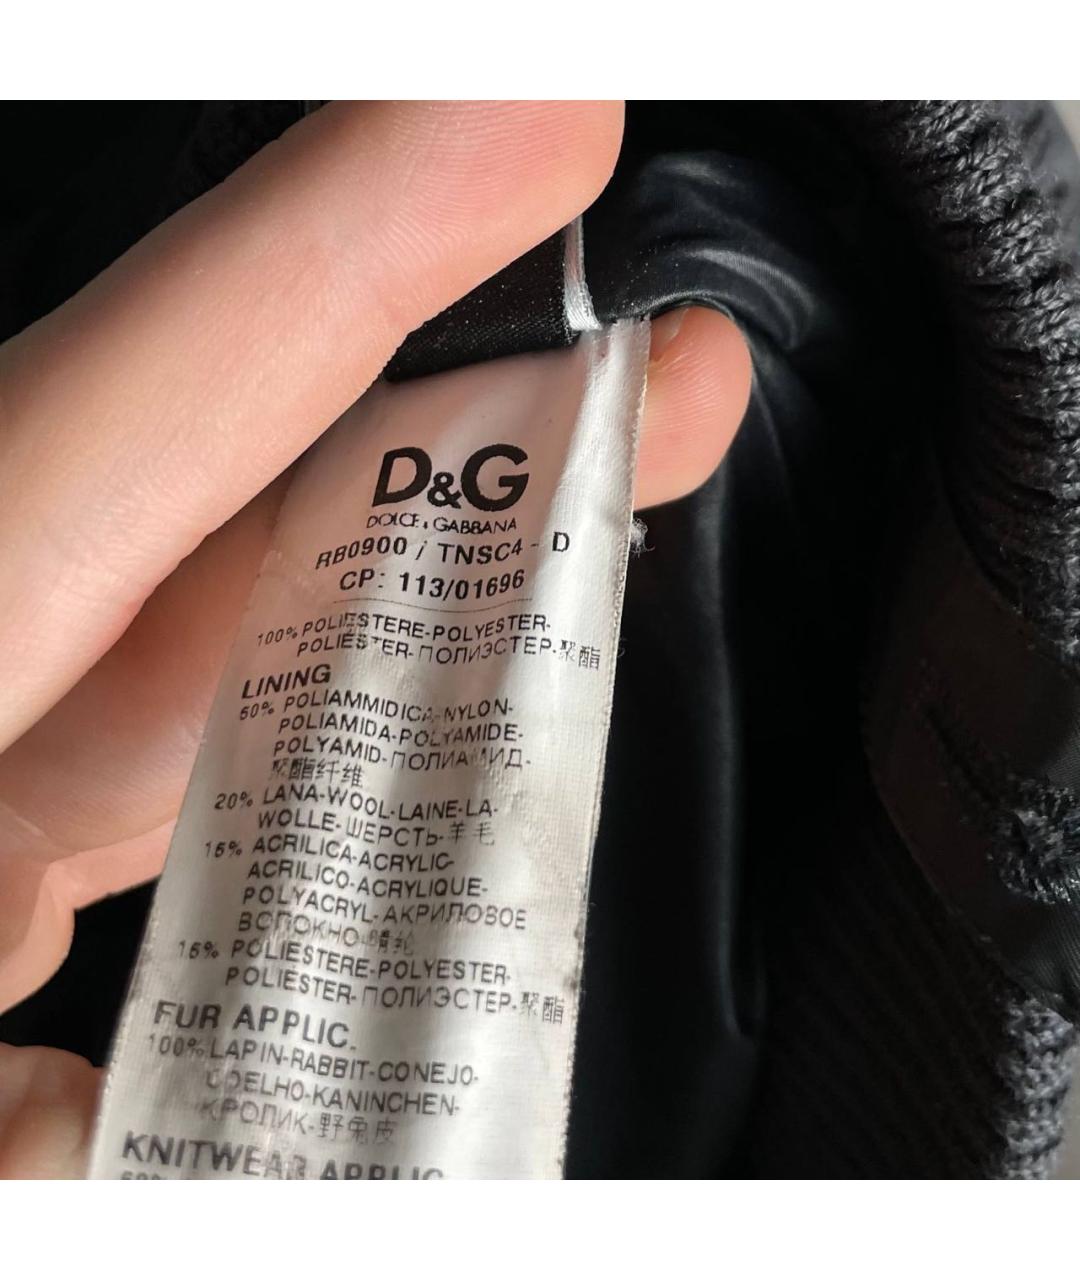 D&G
DOLCE & GABBANA
RB0900 / TNSC4 - D
CP: 113/01696
100% POLIESTERE-POLYESTER-
POLIÉSTER-ПОЛИЭСТЕР-聚酯
LINING
50% POLIAMMIDICA-NYLON-
POLIAMIDA-POLYAMIDE-
POLYAMID-ПОЛИАМИД-
聚酯纤维
20% LANA-WOOL-LAINE-LA-
WOLLE-ШЕРСТЬ-羊毛
15% ACRILICA-ACRYLIC-
ACRILICO-ACRYLIQUE-
POLYACRYL-АКРИЛОВОЕ
ВОЛОКНО-晴纶
15% POLIESTERE-POLYESTER-
POLIESTER-ПОЛИЭСТЕР-聚酯
FUR APPLIC.
100% LAPIN-RABBIT-CONEJO-
COELHO-KANINCHEN-
КРОЛИК-野兔皮
KNITWEAR APPLIC